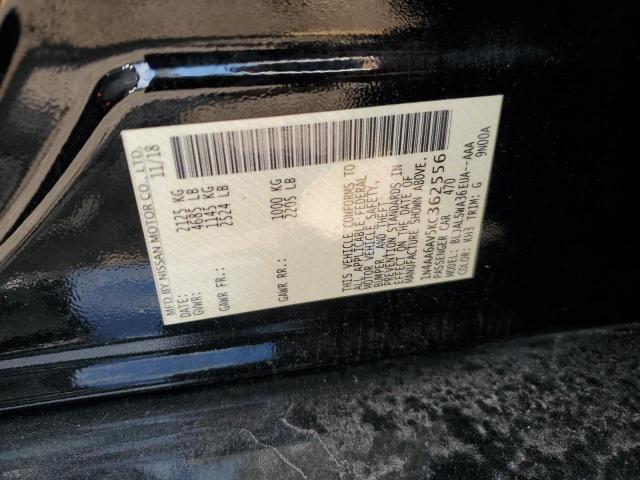 MFD BY NISSAN MOTOR CO., LTD.
DATE: 11/18
GVWR: 2125 KG
4685 LB
GAWR FR.: 1145 KG
2524 LB
GAWR RR.: 1000 KG
2205 LB
THIS VEHICLE CONFORMS TO
ALL APPLICABLE FEDERAL
MOTOR VEHICLE SAFETY,
BUMPER, AND THEFT
PREVENTION STANDARDS IN
EFFECT ON THE DATE OF
MANUFACTURE SHOWN ABOVE.
1N4AA6AV5KC362556
PASSENGER CAR 470
MODEL: BLJALSWA36EUA--AAA
COLOR: KH3 TRIM: G 9N00A